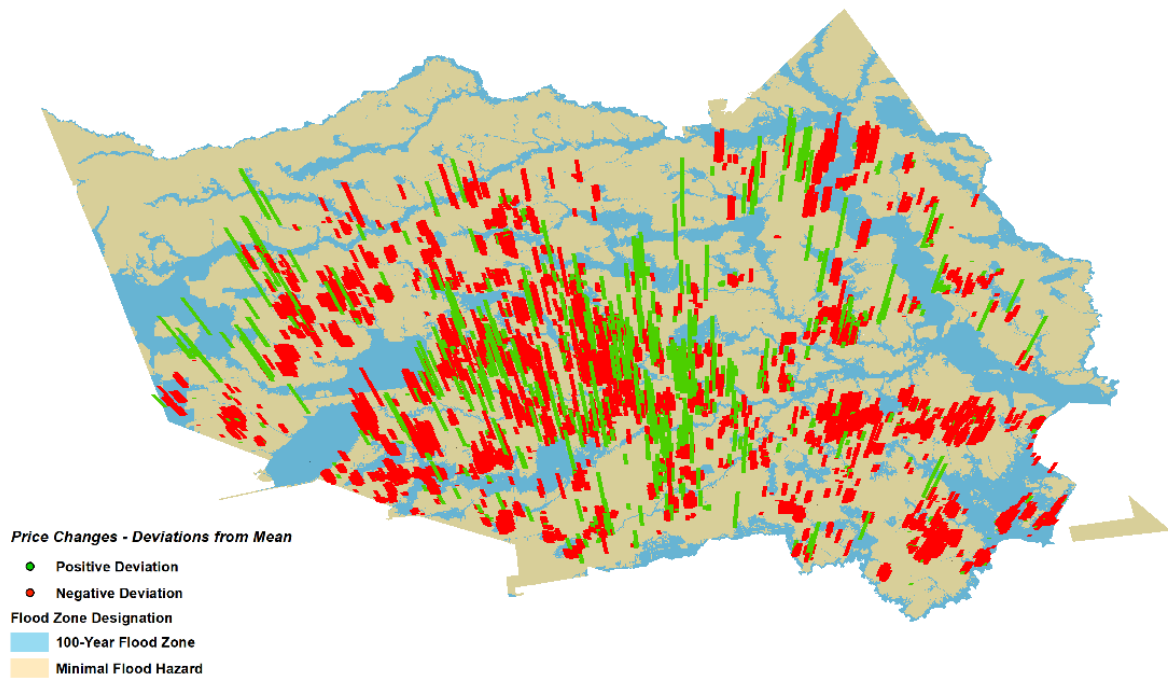 Price Changes - Deviations from Mean
Positive Deviation
Negative Deviation
Flood Zone Designation
100-Year Flood Zone
Minimal Flood Hazard